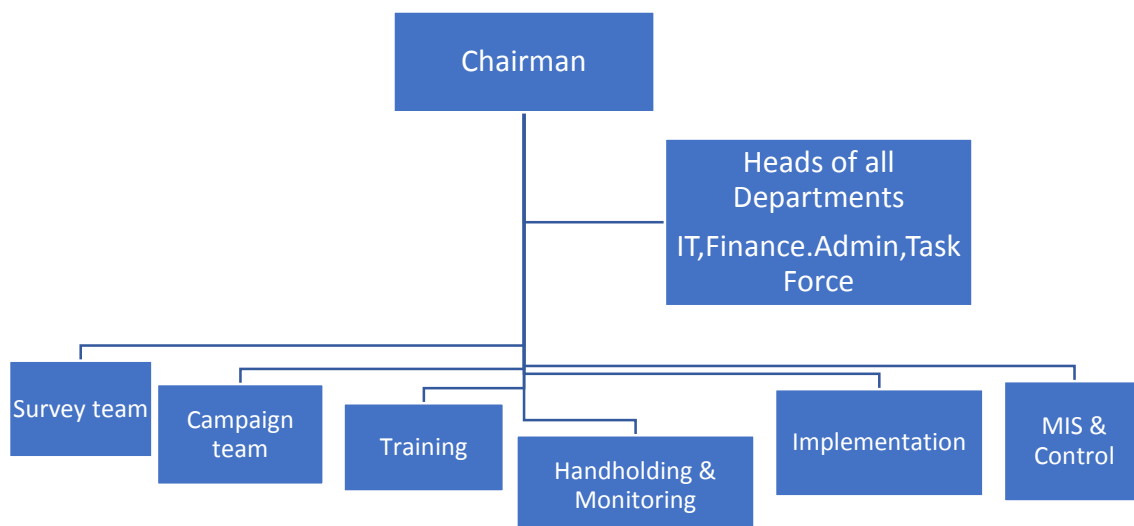 Chairman
Heads of all
Departments
IT,Finance.Admin,Task
Force
Survey team
Campaign
team
Training
Handholding &
Monitoring
Implementation
MIS &
Control